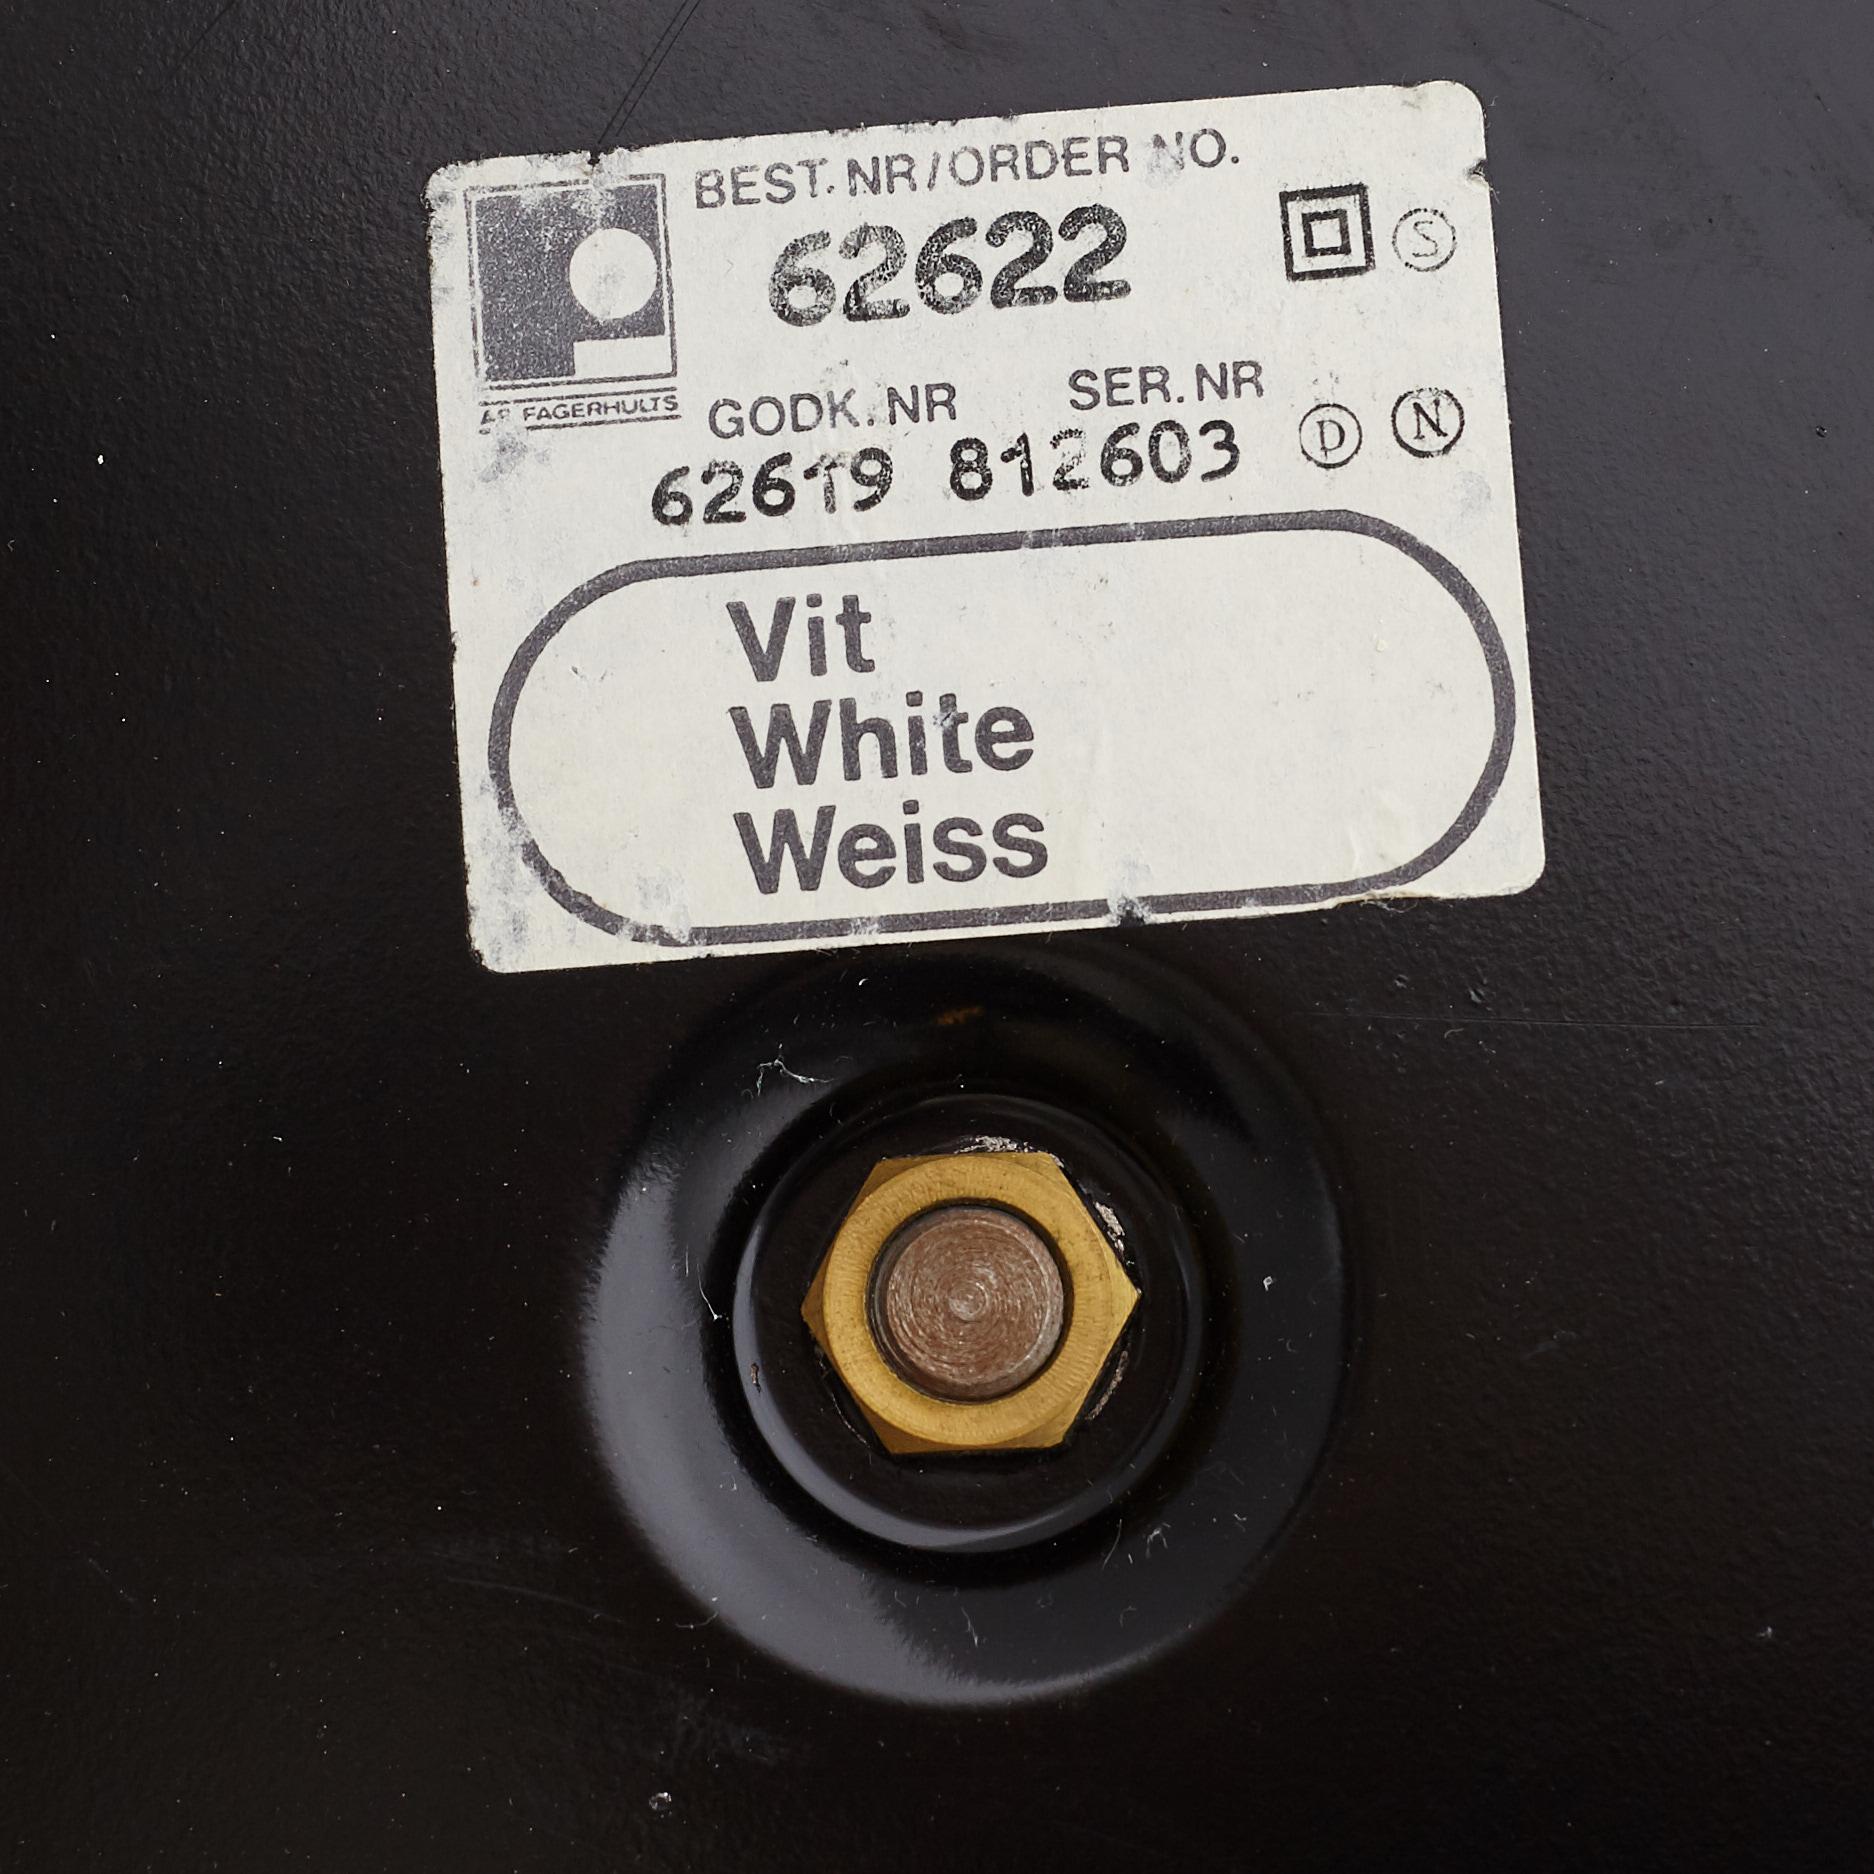 BEST. NR/ORDER NO.
62622
S
AB FAGERHULTS
GODK. NR SER. NR
62619 812603
D N
Vit
White
Weiss